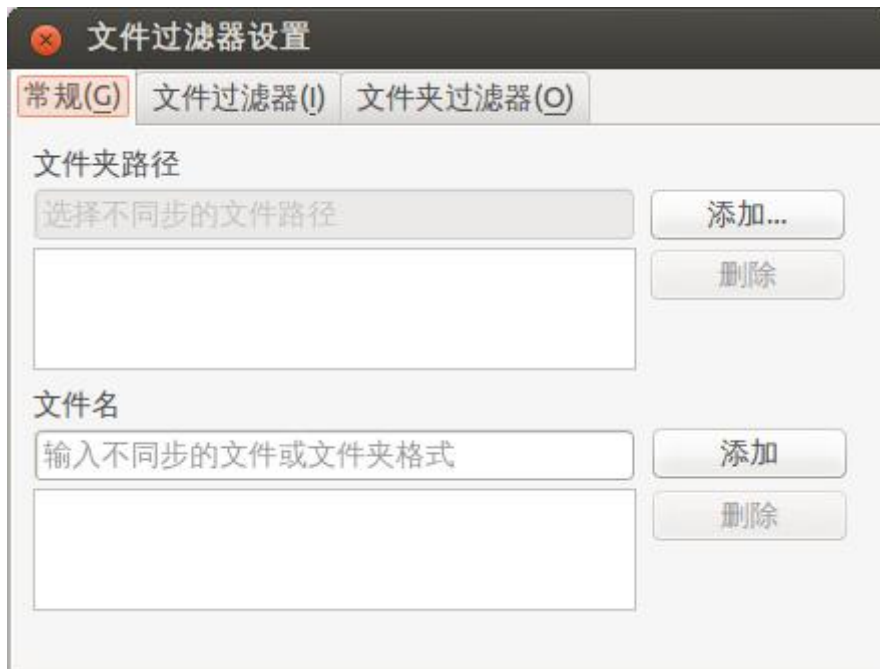 文件过滤器设置
常规(G) 文件过滤器(I) 文件夹过滤器(O)
文件夹路径
选择不同步的文件路径 添加...
删除
文件名
输入不同步的文件或文件夹格式 添加
删除